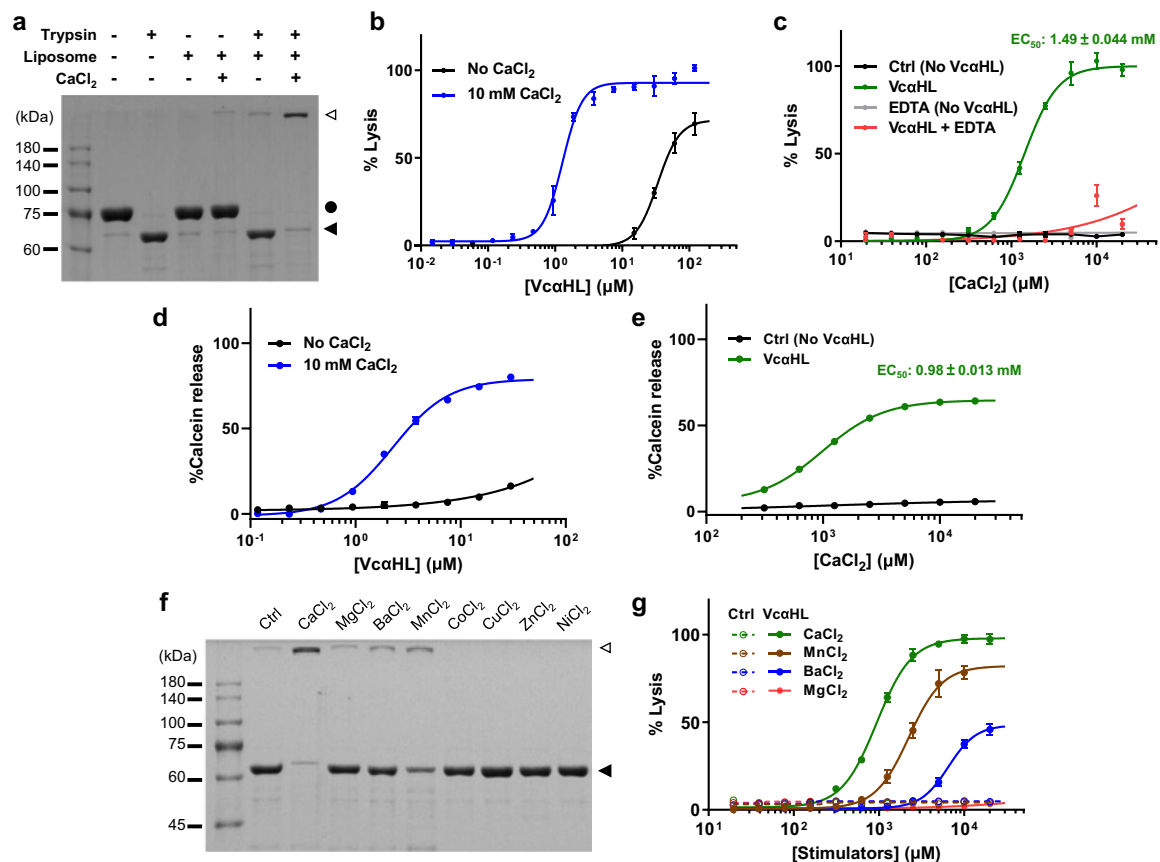 a
Trypsin - + - - + +
Liposome - - + + + +
CaCl₂ - - - + - +
(kDa)
180
140
100
75
60
b
No CaCl₂
10 mM CaCl₂
% Lysis
100
50
0
10⁻² 10⁻¹ 10⁰ 10¹ 10²
[VcαHL] (μM)
c
EC₅₀: 1.49 ± 0.044 mM
Ctrl (No VcαHL)
VcαHL
EDTA (No VcαHL)
VcαHL + EDTA
% Lysis
100
50
0
10¹ 10² 10³ 10⁴
[CaCl₂] (μM)
d
No CaCl₂
10 mM CaCl₂
%Calcein release
100
50
0
10⁻¹ 10⁰ 10¹ 10²
[VcαHL] (μM)
e
Ctrl (No VcαHL)
VcαHL
EC₅₀: 0.98 ± 0.013 mM
%Calcein release
100
50
0
10² 10³ 10⁴
[CaCl₂] (μM)
f
Ctrl CaCl₂ MgCl₂ BaCl₂ MnCl₂ CoCl₂ CuCl₂ ZnCl₂ NiCl₂
(kDa)
180
140
100
75
60
45
g
Ctrl VcαHL
CaCl₂
MnCl₂
BaCl₂
MgCl₂
% Lysis
100
50
0
10¹ 10² 10³ 10⁴
[Stimulators] (μM)